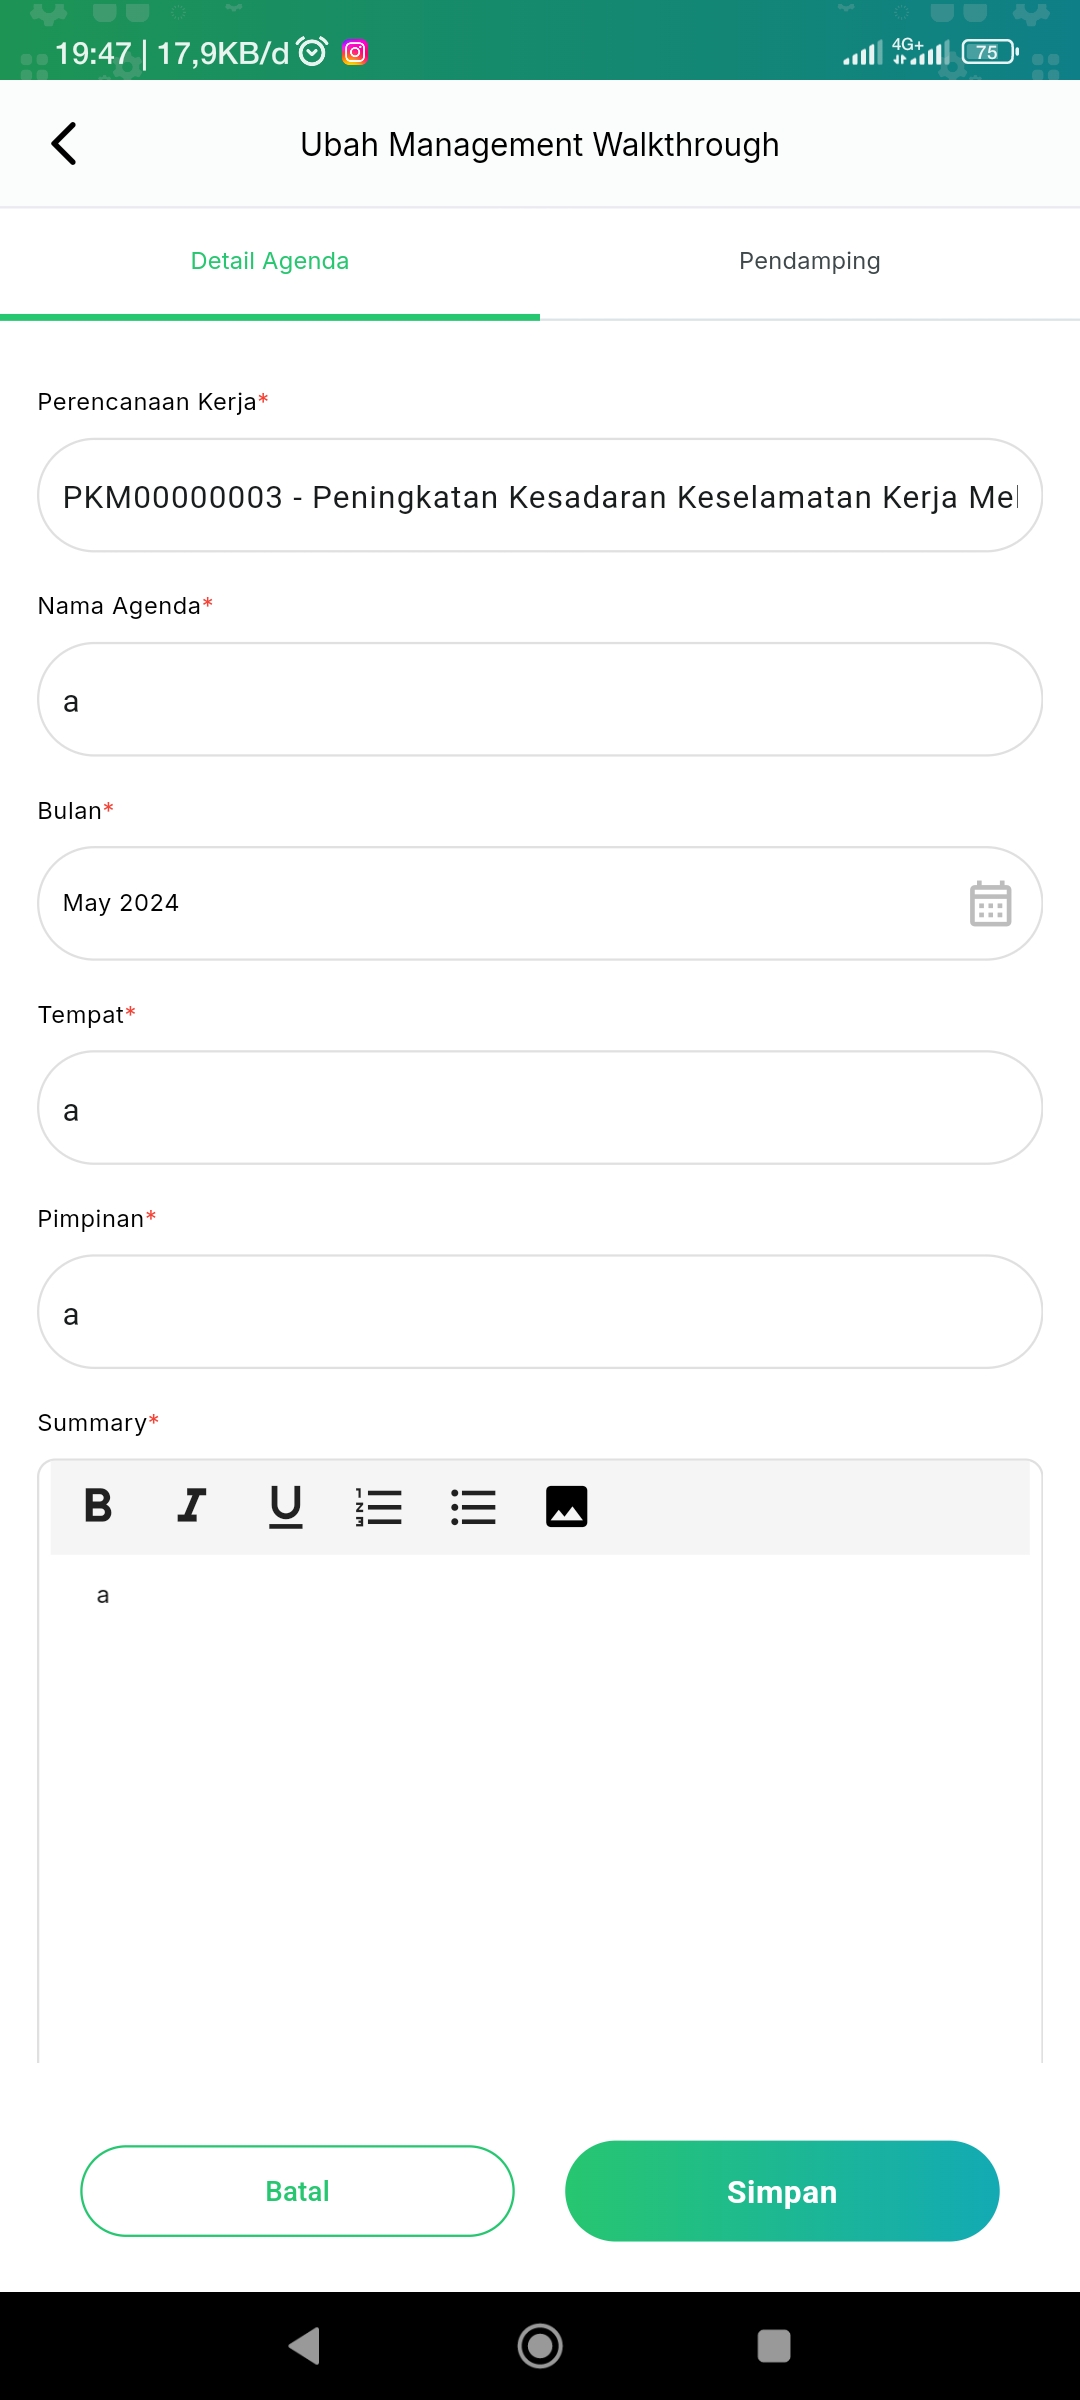 19:47 | 17,9KB/d
4G+
75
Ubah Management Walkthrough
Detail Agenda
Pendamping
Perencanaan Kerja*
PKM00000003 - Peningkatan Kesadaran Keselamatan Kerja Mel
Nama Agenda*
a
Bulan*
May 2024
Tempat*
a
Pimpinan*
a
Summary*
B I U
a
Batal
Simpan